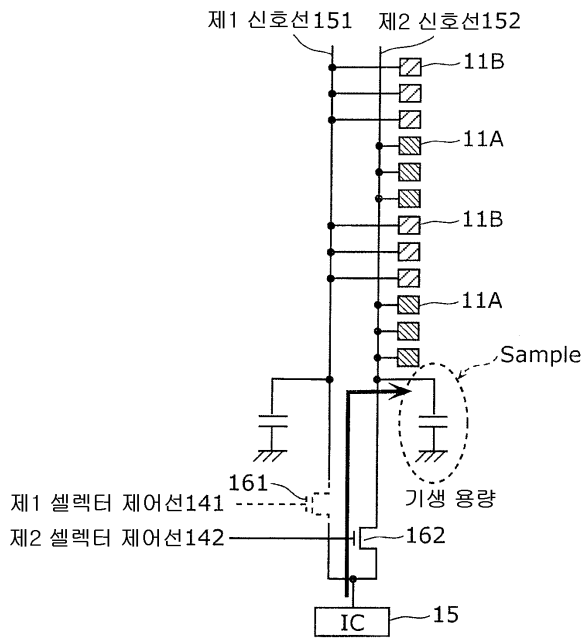 제1 신호선151 제2 신호선152
11B
11A
11B
11A
Sample
기생 용량
161
제1 셀렉터 제어선141
제2 셀렉터 제어선142
162
IC
15